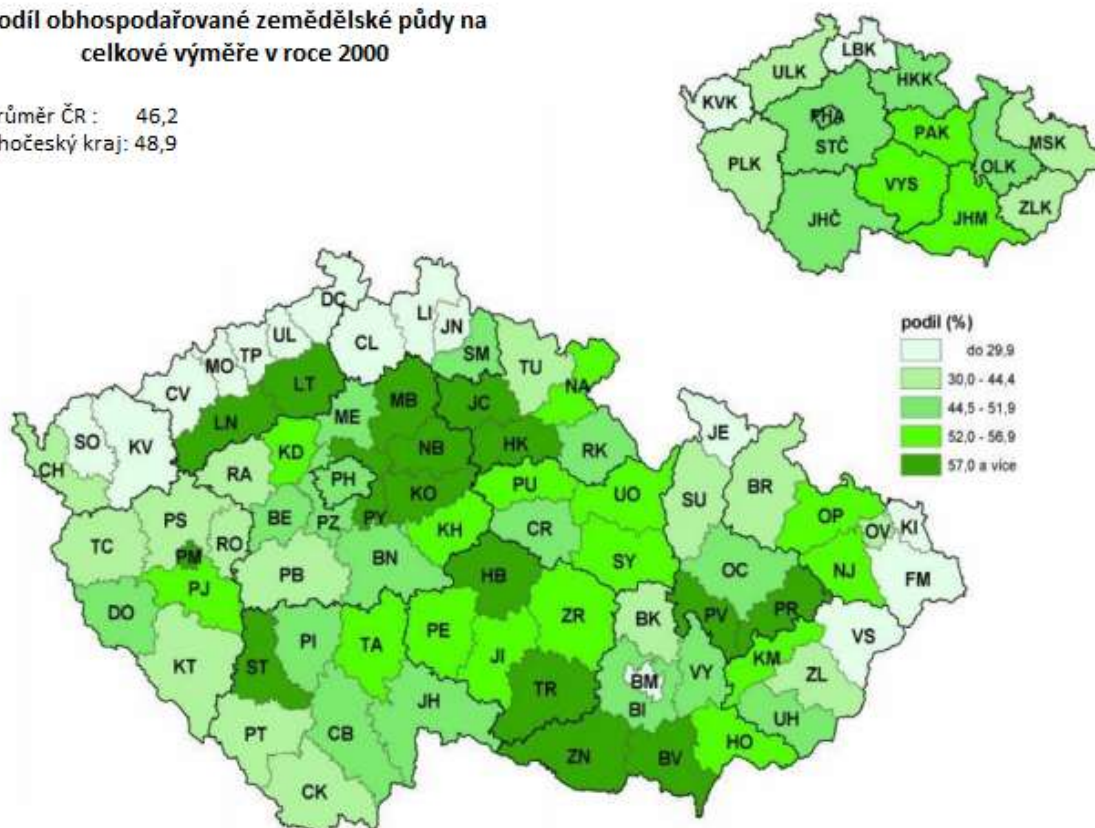 odíl obhospodařované zemědělské půdy na
celkové výměře v roce 2000
růměr ČR : 46,2
hočeský kraj: 48,9
LBK
ULK
HKK
KVK
PHA
PAK
STČ
MSK
PLK
OLK
VYS
ZLK
JHČ
JHM
podíl (%)
do 29,9
30,0 - 44,4
44,5 - 51,9
52,0 - 56,9
57,0 a více
DC
LI
JN
UL
CL
TP
MO
SM
TU
CV
LT
NA
MB
JC
LN
ME
SO
KV
KD
NB
HK
RK
JE
CH
RA
PH
KO
PU
UO
SU
BR
PS
BE
PZ
PY
KH
CR
OP
KI
OV
TC
RO
PM
BN
SY
OC
NJ
FM
PJ
PB
HB
DO
PI
TA
PE
ZR
BK
PV
PR
VS
KT
ST
JI
KM
ZL
TR
BM
VY
JH
BI
UH
PT
CB
HO
ZN
BV
CK